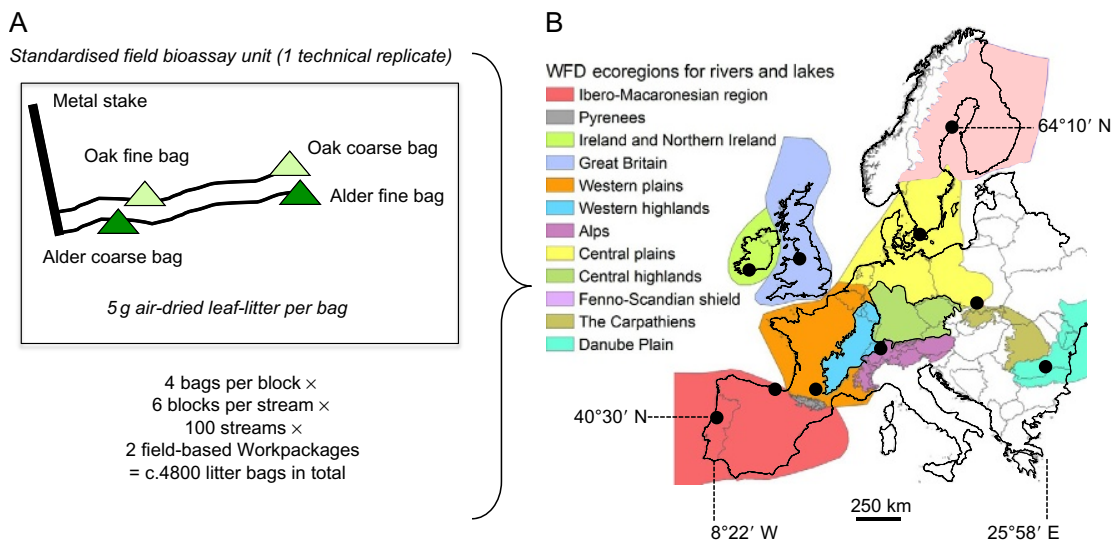 A
Standardised field bioassay unit (1 technical replicate)
Metal stake
Oak fine bag
Oak coarse bag
Alder fine bag
Alder coarse bag
5 g air-dried leaf-litter per bag
4 bags per block ×
6 blocks per stream ×
100 streams ×
2 field-based Workpackages
= c.4800 litter bags in total
B
WFD ecoregions for rivers and lakes
Ibero-Macaronesian region
Pyrenees
Ireland and Northern Ireland
Great Britain
Western plains
Western highlands
Alps
Central plains
Central highlands
Fenno-Scandian shield
The Carpathiens
Danube Plain
64°10′ N
40°30′ N
250 km
8°22′ W
25°58′ E